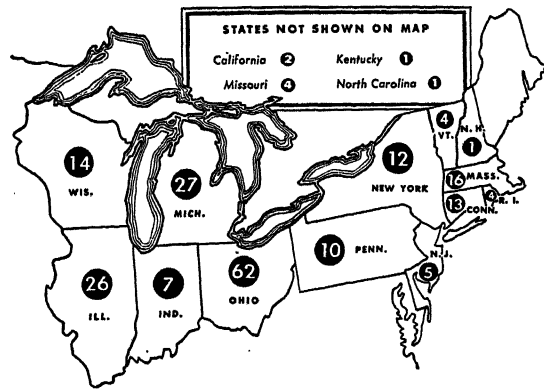 STATES NOT SHOWN ON MAP
California 2 Kentucky 1
Missouri 4 North Carolina 1
4
VT.
N. H.
1
14
WIS.
27
MICH.
12
NEW YORK
16 MASS.
13
CONN.
4
R. I.
10 PENN.
N. J.
5
26
ILL.
7
IND.
62
OHIO